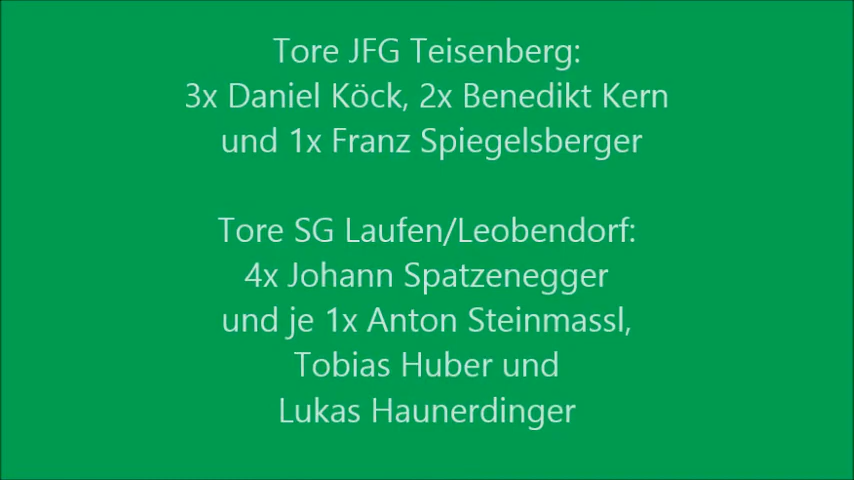 Tore JFG Teisenberg:
3x Daniel Köck, 2x Benedikt Kern
und 1x Franz Spiegelsberger
Tore SG Laufen/Leobendorf:
4x Johann Spatzenegger
und je 1x Anton Steinmassl,
Tobias Huber und
Lukas Haunerdinger